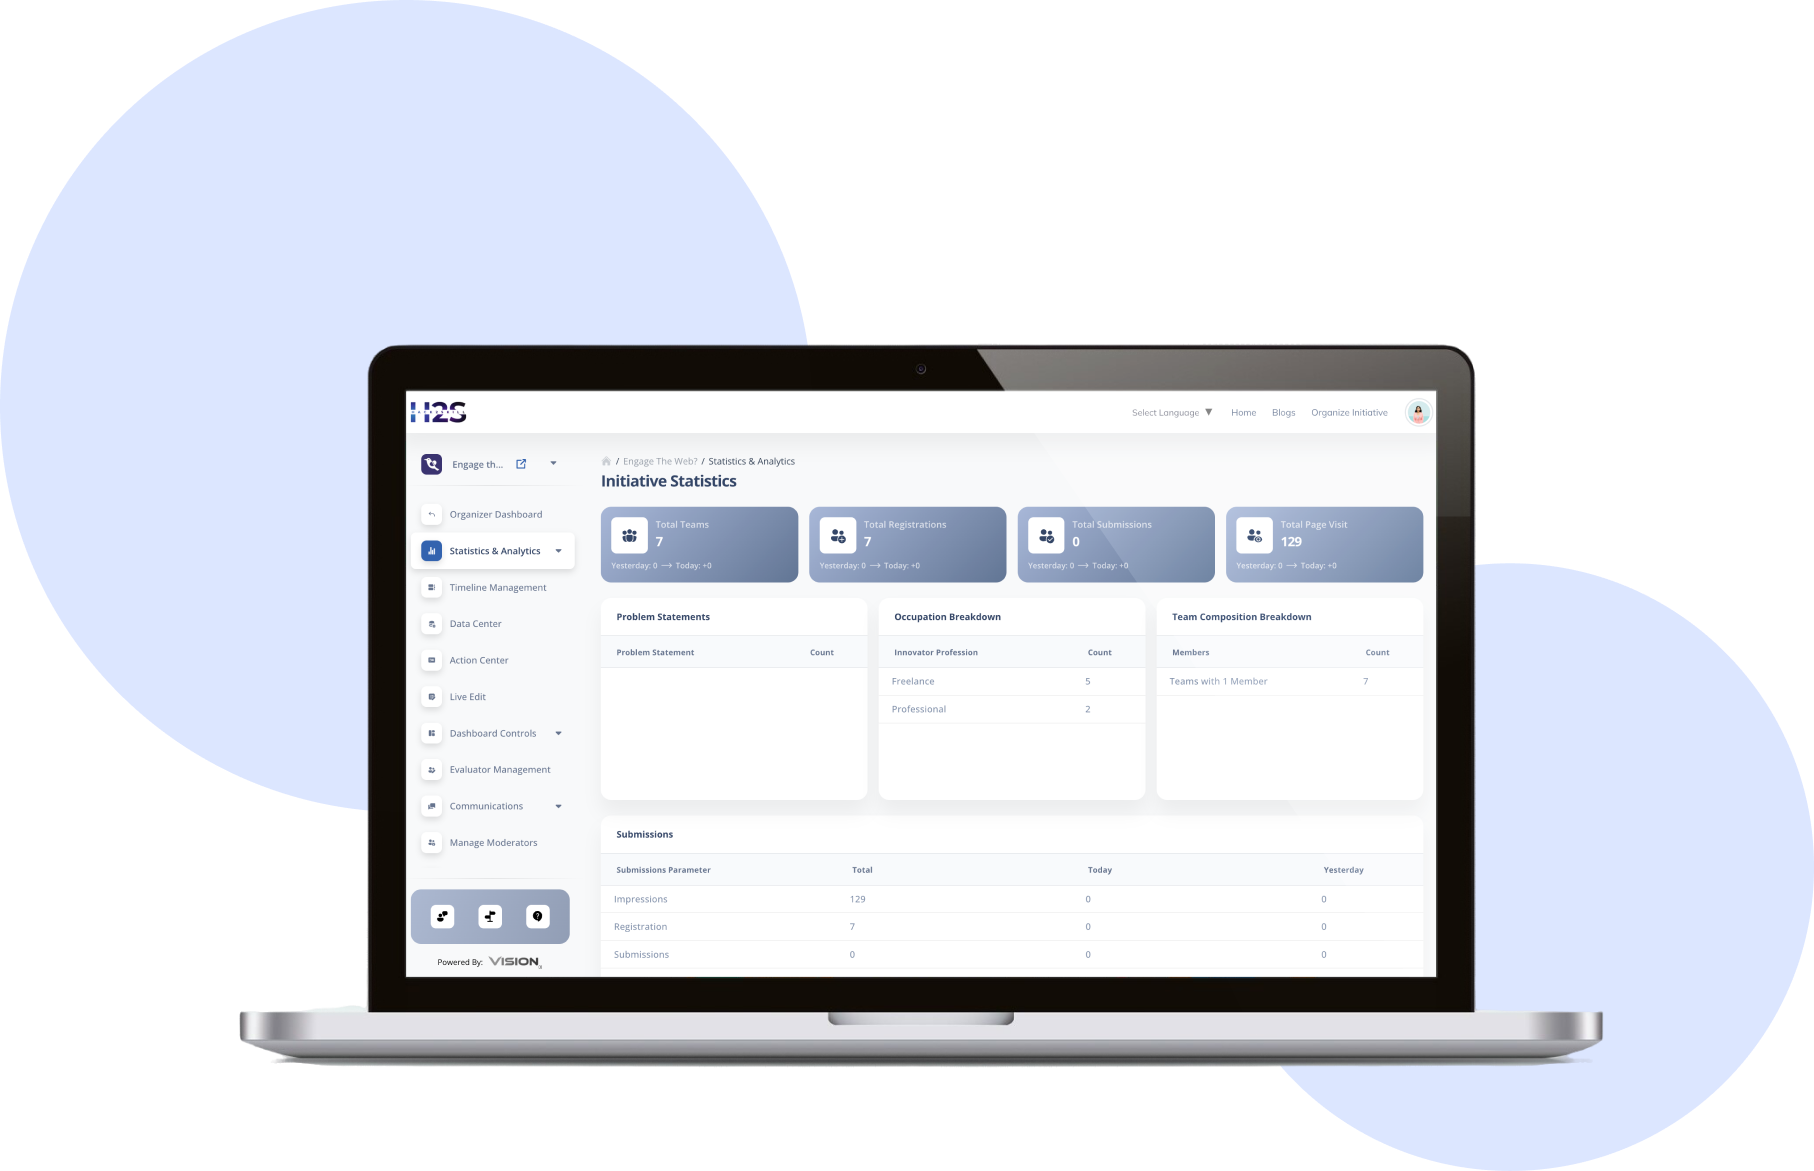 H2S
Select Language ▼ Home Blogs Organize Initiative
Engage th...
Organizer Dashboard
Statistics & Analytics
Timeline Management
Data Center
Action Center
Live Edit
Dashboard Controls
Evaluator Management
Communications
Manage Moderators
Powered By: VISION
/ Engage The Web? / Statistics & Analytics
Initiative Statistics
Total Teams
7
Yesterday: 0 → Today: +0
Total Registrations
7
Yesterday: 0 → Today: +0
Total Submissions
0
Yesterday: 0 → Today: +0
Total Page Visit
129
Yesterday: 0 → Today: +0
Problem Statements
Problem Statement Count
Occupation Breakdown
Innovator Profession Count
Freelance 5
Professional 2
Team Composition Breakdown
Members Count
Teams with 1 Member 7
Submissions
Submissions Parameter Total Today Yesterday
Impressions 129 0 0
Registration 7 0 0
Submissions 0 0 0